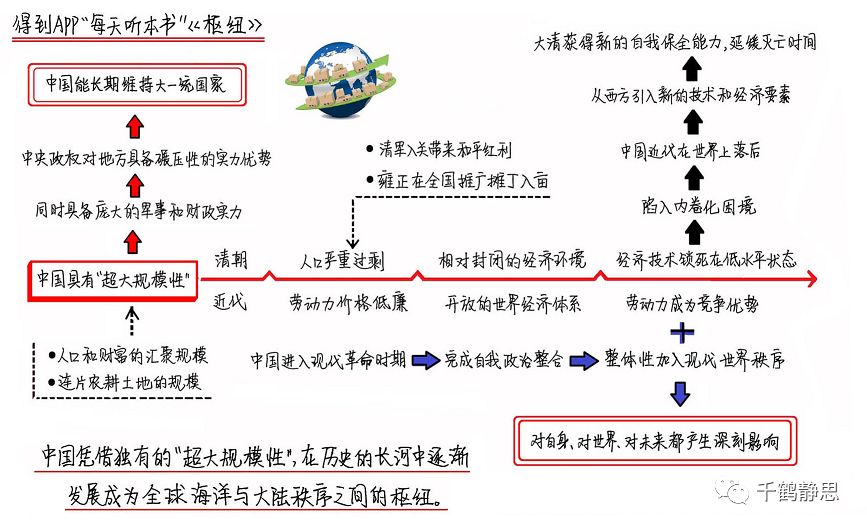 得到APP“每天听本书”《枢纽》
中国能长期维持大一统国家
中央政权对地方具备碾压性的实力优势
同时具备庞大的军事和财政实力
中国具有“超大规模性”
人口和财富的汇聚规模
连片农耕土地的规模
清军入关带来和平红利
雍正在全国推广摊丁入亩
大清获得新的自我保全能力,延缓灭亡时间
从西方引入新的技术和经济要素
中国近代在世界上落后
陷入内卷化困境
清朝 人口严重过剩 相对封闭的经济环境 经济技术锁死在低水平状态
近代 劳动力价格低廉 开放的世界经济体系 劳动力成为竞争优势
+
中国进入现代革命时期 完成自我政治整合 整体性加入现代世界秩序
对自身、对世界、对未来都产生深刻影响
中国凭借独有的“超大规模性”,在历史的长河中逐渐
发展成为全球海洋与大陆秩序之间的枢纽。
千鹤静思